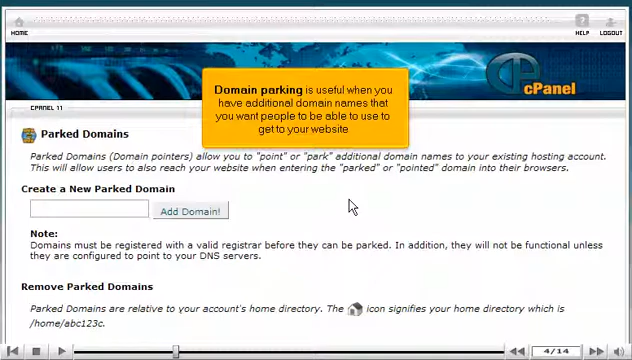 HOME
HELP
LOGOUT
cPanel
CPANEL 11
Domain parking is useful when you
have additional domain names that
you want people to be able to use to
get to your website
Parked Domains
Parked Domains (Domain pointers) allow you to "point" or "park" additional domain names to your existing hosting account.
This will allow users to also reach your website when entering the "parked" or "pointed" domain into their browsers.
Create a New Parked Domain
Add Domain!
Note:
Domains must be registered with a valid registrar before they can be parked. In addition, they will not be functional unless
they are configured to point to your DNS servers.
Remove Parked Domains
Parked Domains are relative to your account's home directory. The icon signifies your home directory which is
/home/abc123c.
4/14